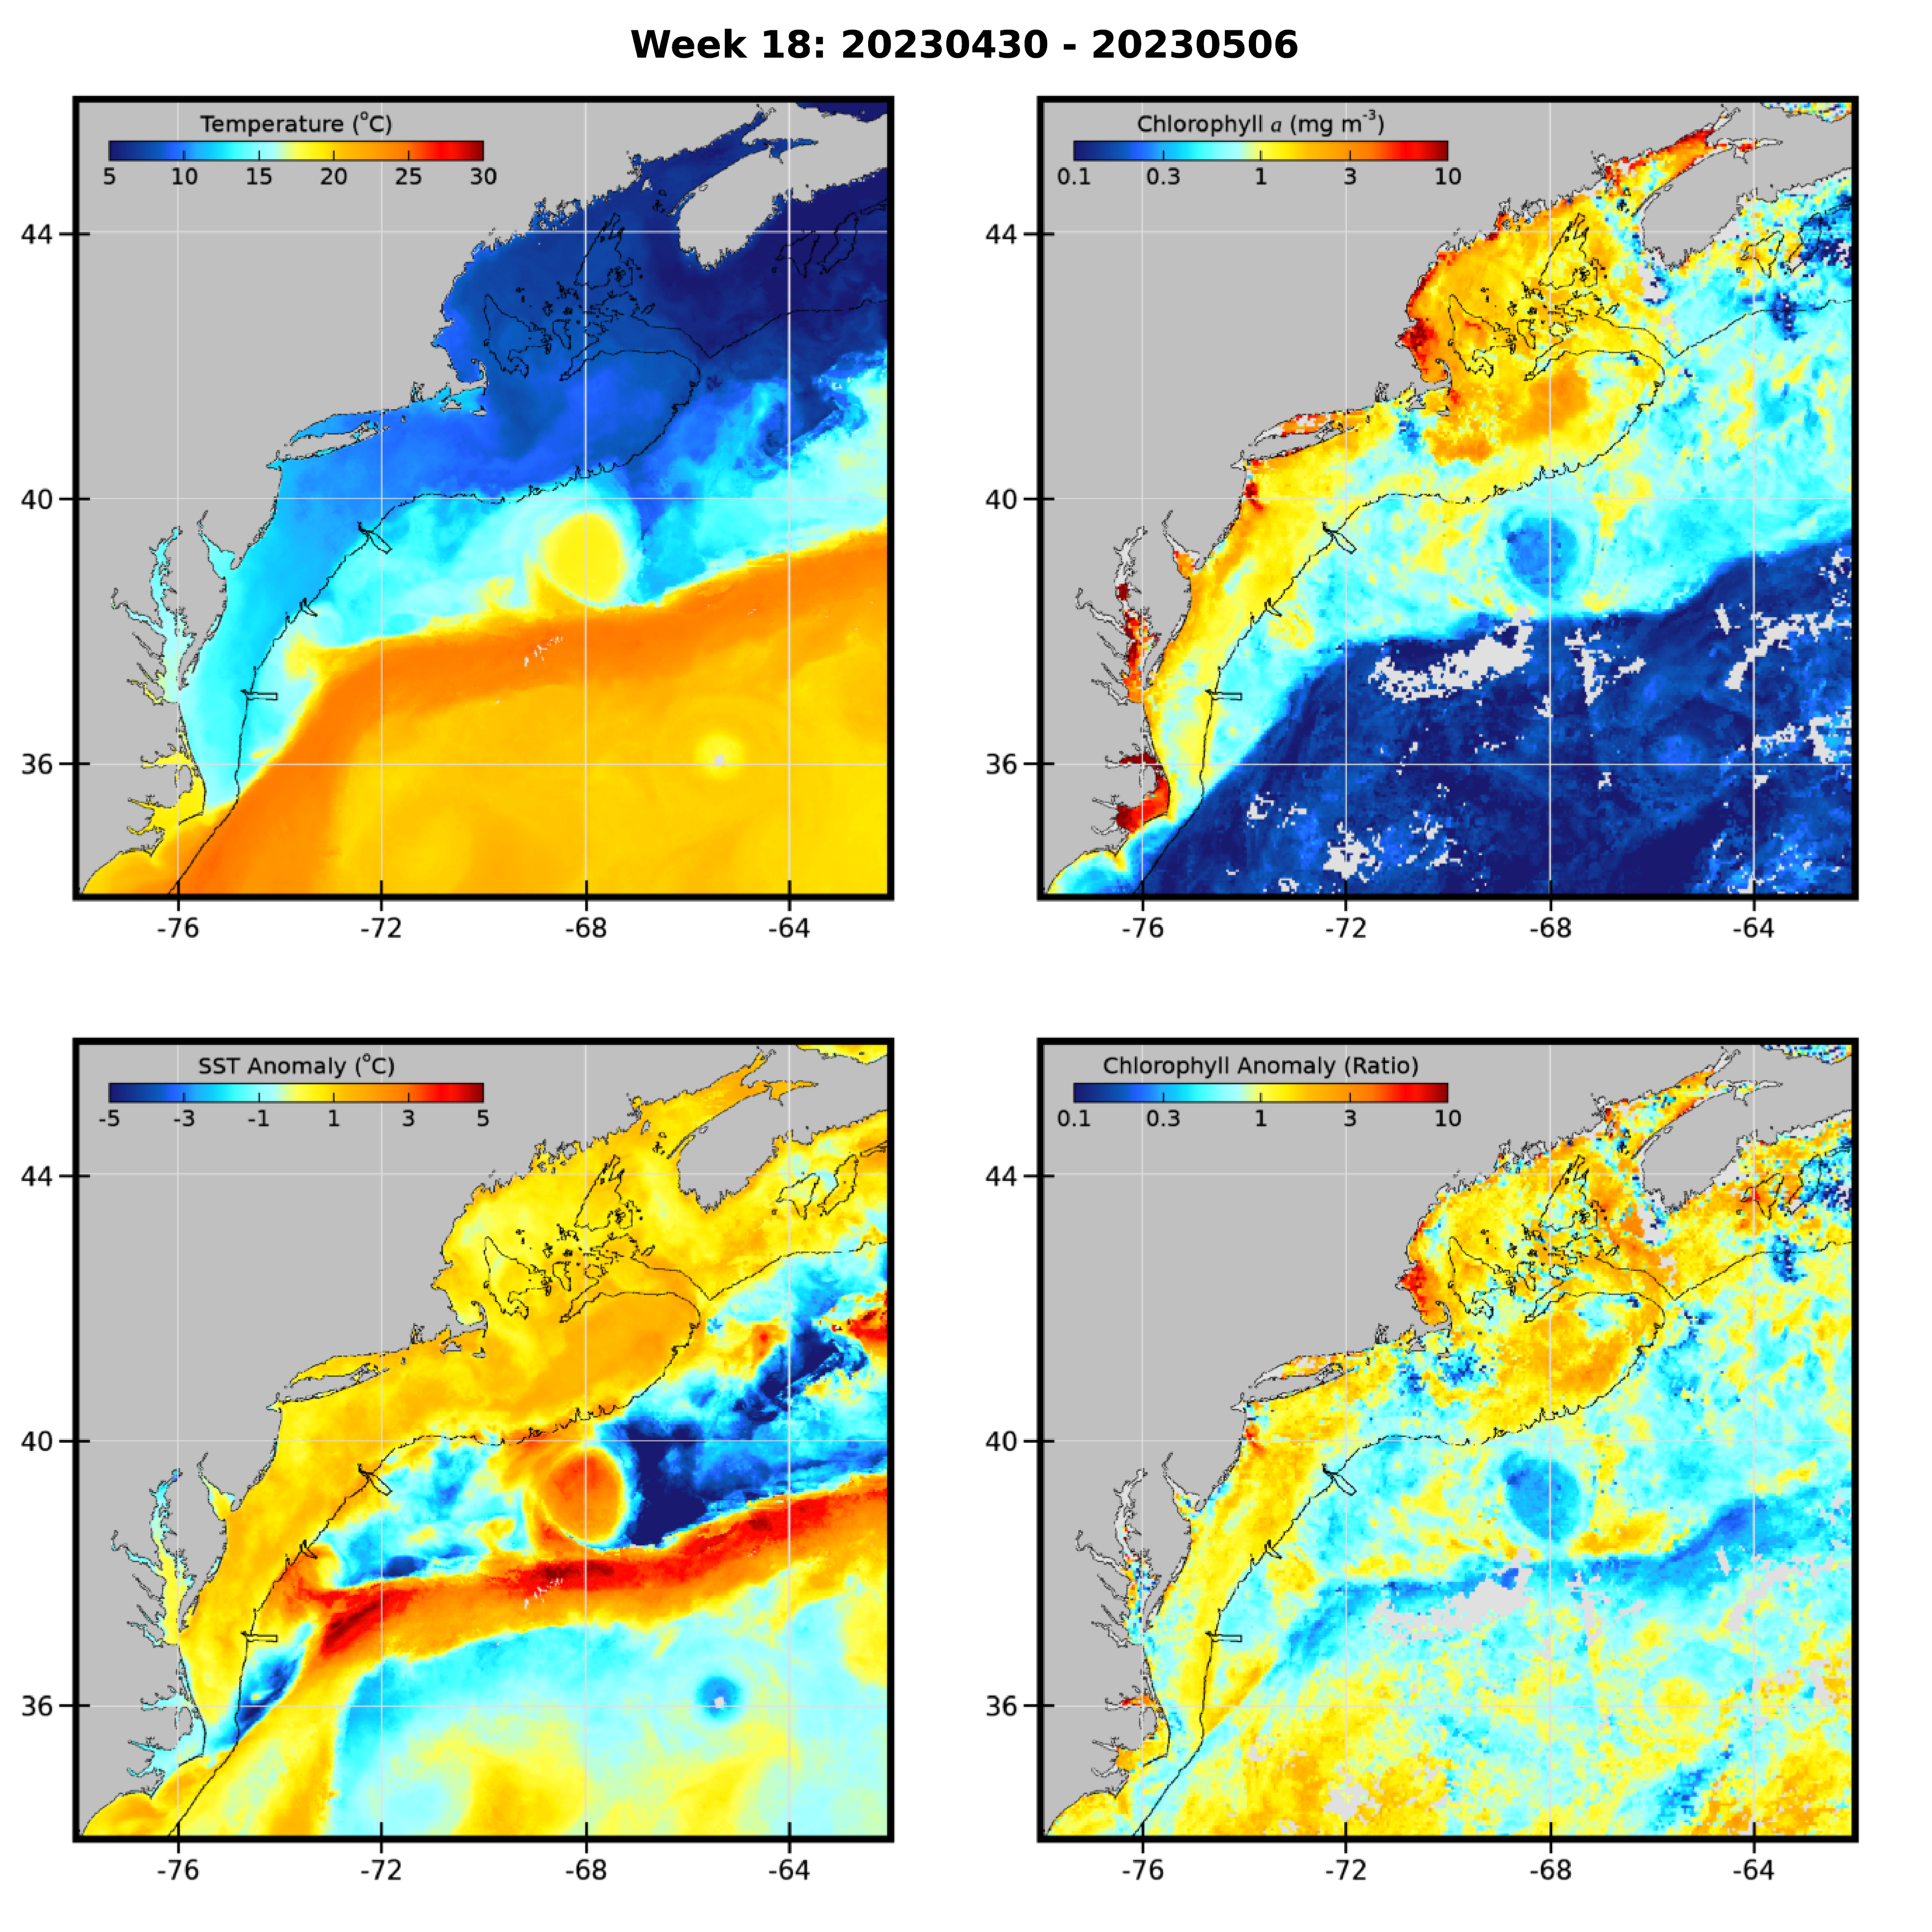 Week 18: 20230430 - 20230506
Temperature (°C)
5 10 15 20 25 30
44
40
36
-76 -72 -68 -64
Chlorophyll a (mg m⁻³)
0.1 0.3 1 3 10
44
40
36
-76 -72 -68 -64
SST Anomaly (°C)
-5 -3 -1 1 3 5
44
40
36
-76 -72 -68 -64
Chlorophyll Anomaly (Ratio)
0.1 0.3 1 3 10
44
40
36
-76 -72 -68 -64